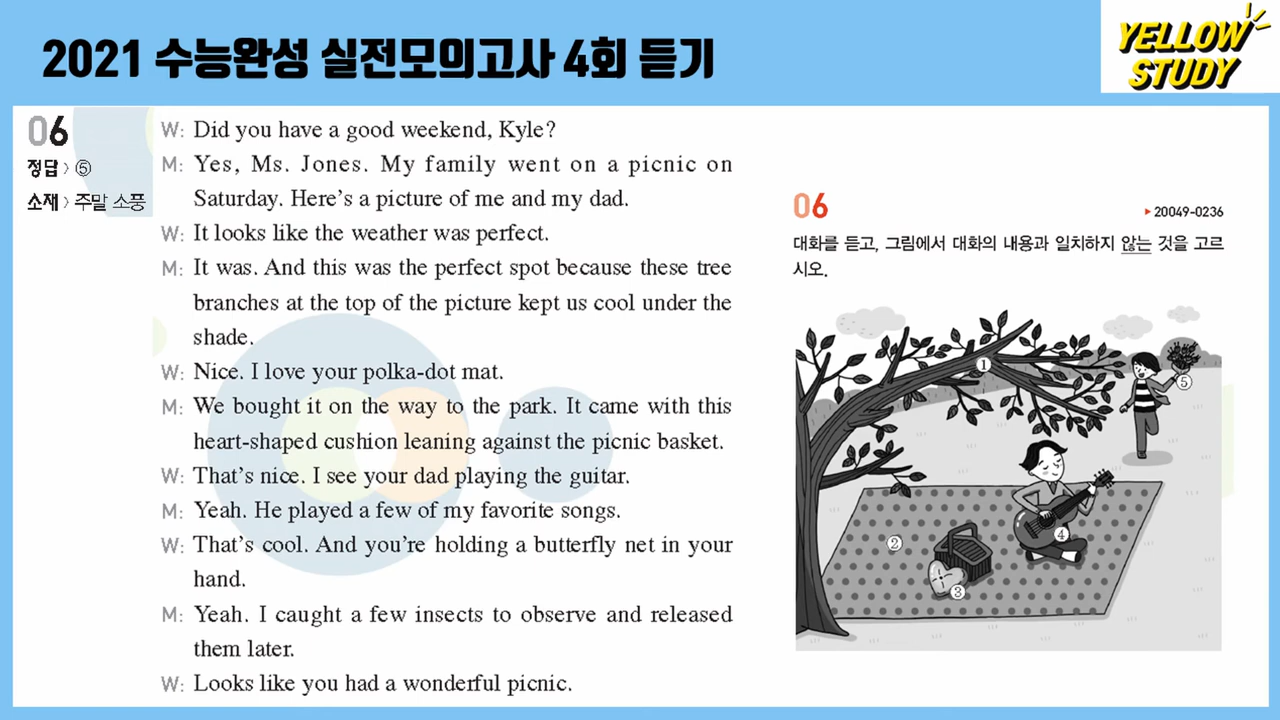 2021 수능완성 실전모의고사 4회 듣기
YELLOW
STUDY
06
정답 > ⑤
소재 > 주말 소풍
W: Did you have a good weekend, Kyle?
M: Yes, Ms. Jones. My family went on a picnic on
Saturday. Here's a picture of me and my dad.
W: It looks like the weather was perfect.
M: It was. And this was the perfect spot because these tree
branches at the top of the picture kept us cool under the
shade.
W: Nice. I love your polka-dot mat.
M: We bought it on the way to the park. It came with this
heart-shaped cushion leaning against the picnic basket.
W: That's nice. I see your dad playing the guitar.
M: Yeah. He played a few of my favorite songs.
W: That's cool. And you're holding a butterfly net in your
hand.
M: Yeah. I caught a few insects to observe and released
them later.
W: Looks like you had a wonderful picnic.
06
▶ 20049-0236
대화를 듣고, 그림에서 대화의 내용과 일치하지 않는 것을 고르
시오.
①
⑤
②
④
③